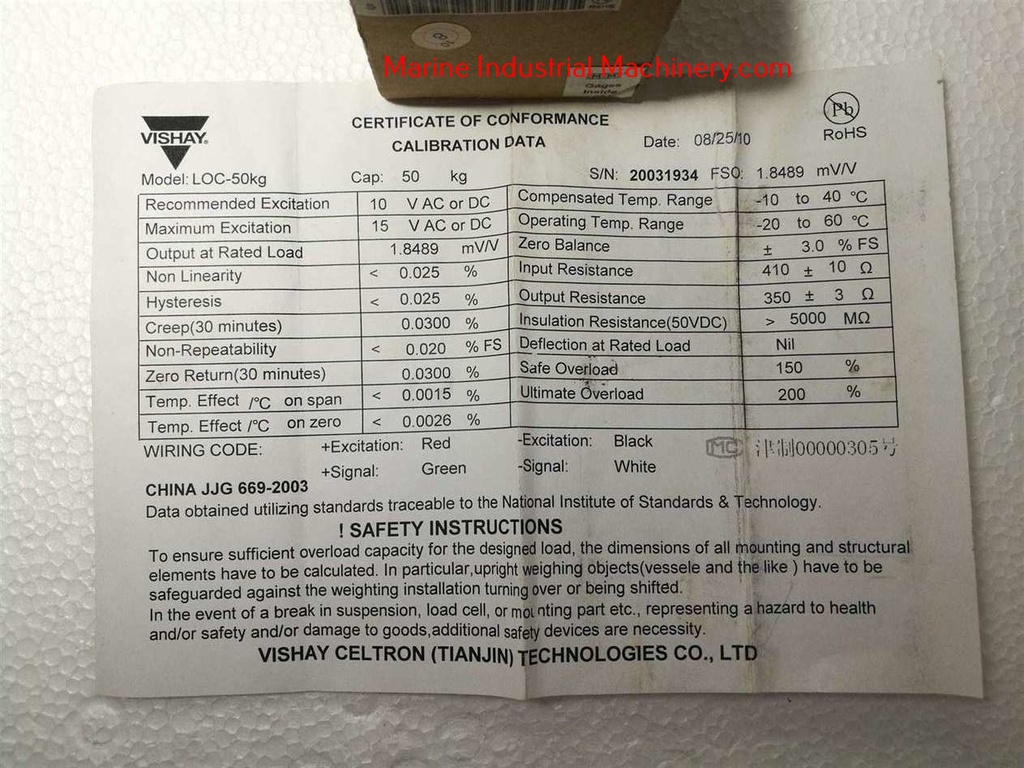 Marine Industrial Machinery.com
Gages
Inside
VISHAY.
CERTIFICATE OF CONFORMANCE
CALIBRATION DATA
Date: 08/25/10
Pb
RoHS
Model: LOC-50kg Cap: 50 kg S/N: 20031934 FSO: 1.8489 mV/V
Recommended Excitation 10 V AC or DC Compensated Temp. Range -10 to 40 °C
Maximum Excitation 15 V AC or DC Operating Temp. Range -20 to 60 °C
Output at Rated Load 1.8489 mV/V Zero Balance ± 3.0 % FS
Non Linearity < 0.025 % Input Resistance 410 ± 10 Ω
Hysteresis < 0.025 % Output Resistance 350 ± 3 Ω
Creep(30 minutes) 0.0300 % Insulation Resistance(50VDC) > 5000 MΩ
Non-Repeatability < 0.020 % FS Deflection at Rated Load Nil
Zero Return(30 minutes) 0.0300 % Safe Overload 150 %
Temp. Effect /°C on span < 0.0015 % Ultimate Overload 200 %
Temp. Effect /°C on zero < 0.0026 %
WIRING CODE: +Excitation: Red -Excitation: Black MC 津制00000305号
+Signal: Green -Signal: White
CHINA JJG 669-2003
Data obtained utilizing standards traceable to the National Institute of Standards & Technology.
! SAFETY INSTRUCTIONS
To ensure sufficient overload capacity for the designed load, the dimensions of all mounting and structural
elements have to be calculated. In particular,upright weighing objects(vessele and the like ) have to be
safeguarded against the weighting installation turning over or being shifted.
In the event of a break in suspension, load cell, or mounting part etc., representing a hazard to health
and/or safety and/or damage to goods,additional safety devices are necessity.
VISHAY CELTRON (TIANJIN) TECHNOLOGIES CO., LTD